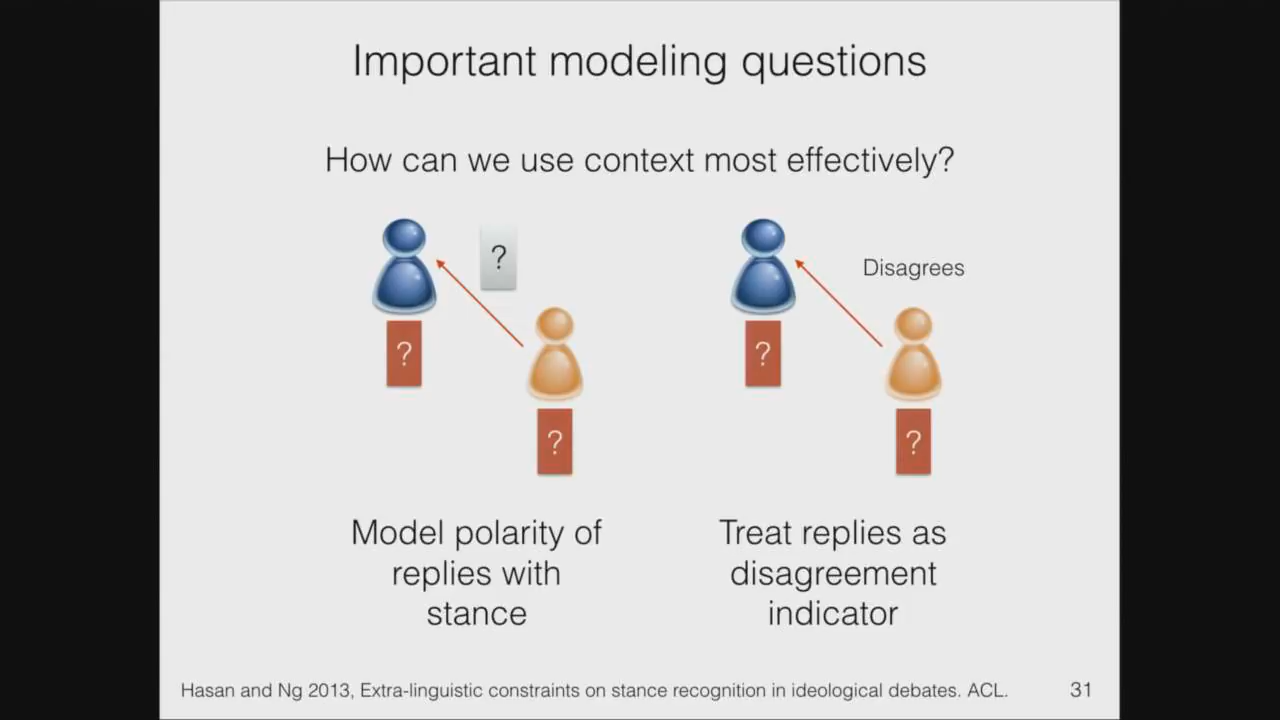 Important modeling questions
How can we use context most effectively?
?
Disagrees
?
?
?
?
Model polarity of
replies with
stance
Treat replies as
disagreement
indicator
Hasan and Ng 2013, Extra-linguistic constraints on stance recognition in ideological debates. ACL.
31